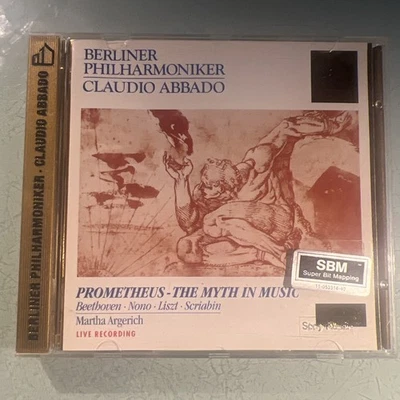 BERLINER
PHILHARMONIKER
CLAUDIO ABBADO
BERLINER PHILHARMONIKER · CLAUDIO ABBADO
SBM
Super Bit Mapping
PROMETHEUS - THE MYTH IN MUSIC
Beethoven · Nono · Liszt · Scriabin
Martha Argerich
LIVE RECORDING